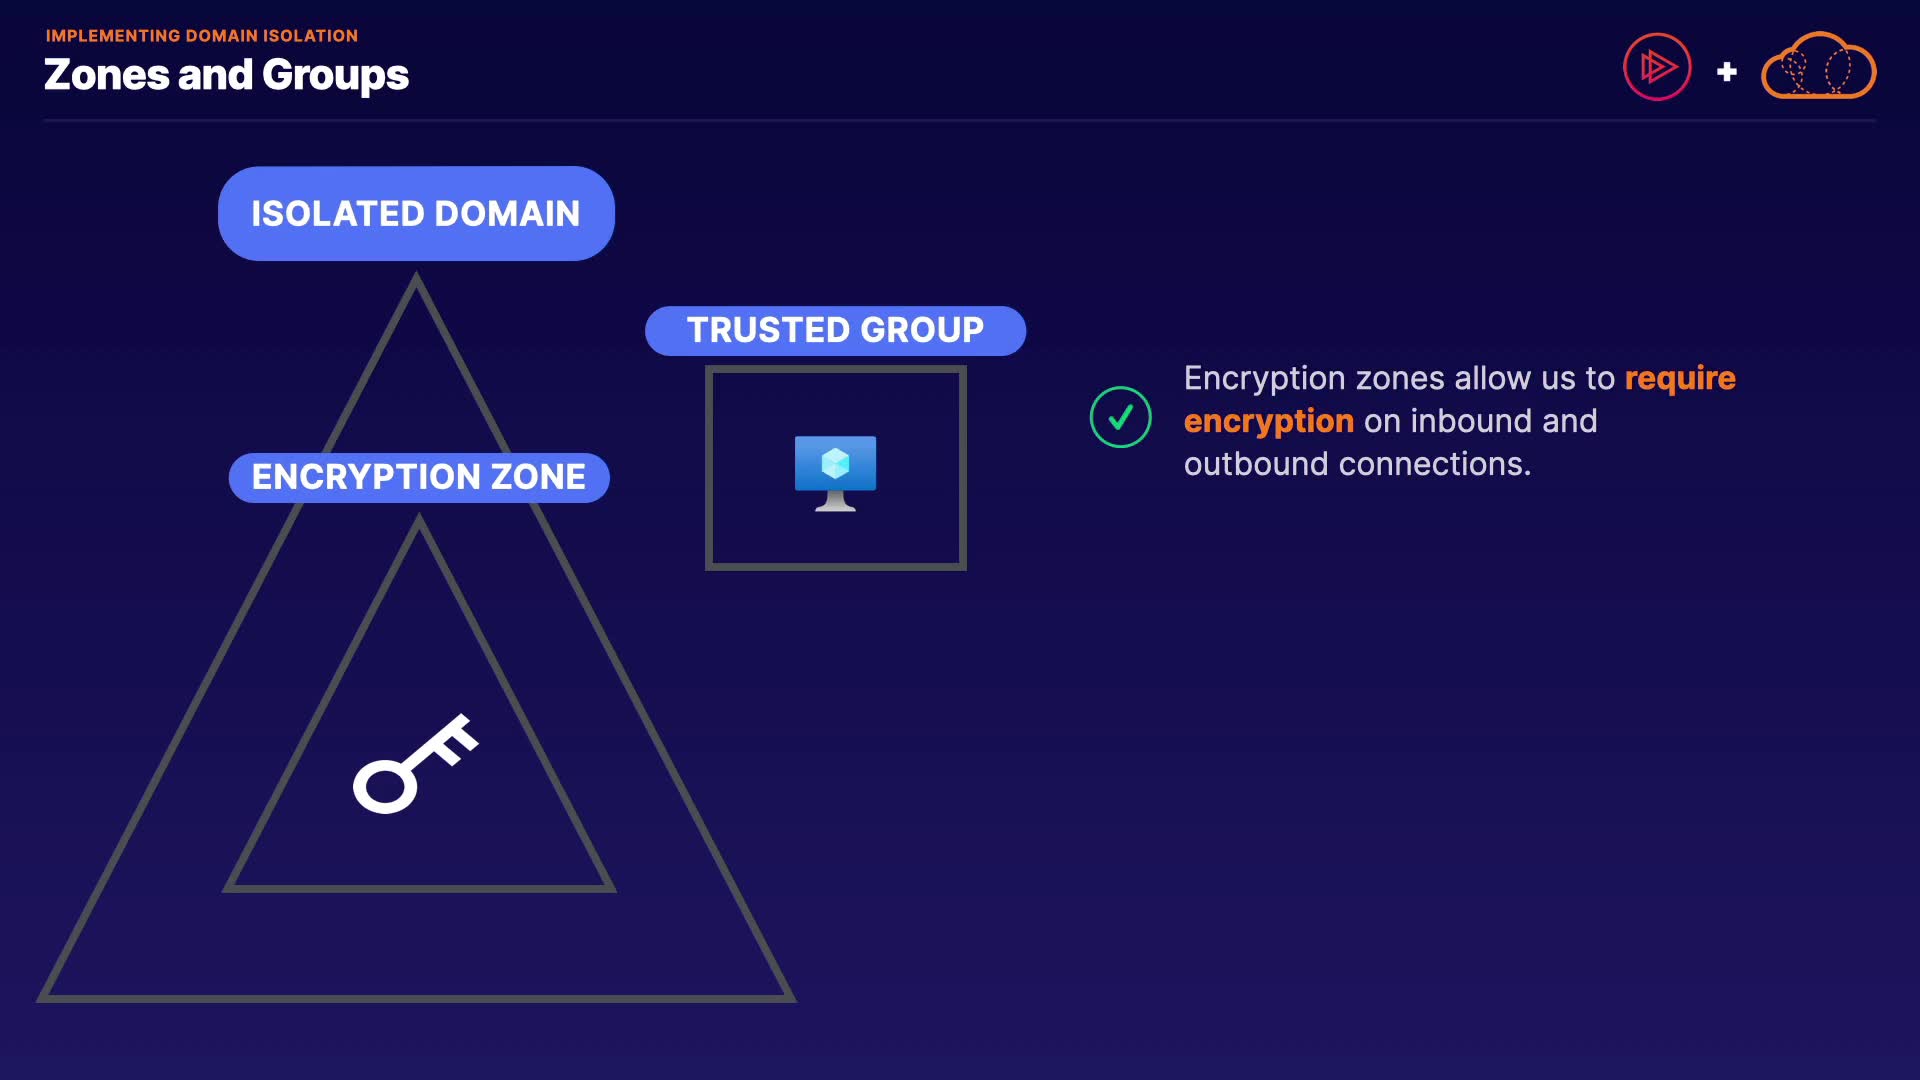 IMPLEMENTING DOMAIN ISOLATION
Zones and Groups
ISOLATED DOMAIN
TRUSTED GROUP
ENCRYPTION ZONE
Encryption zones allow us to require
encryption on inbound and
outbound connections.